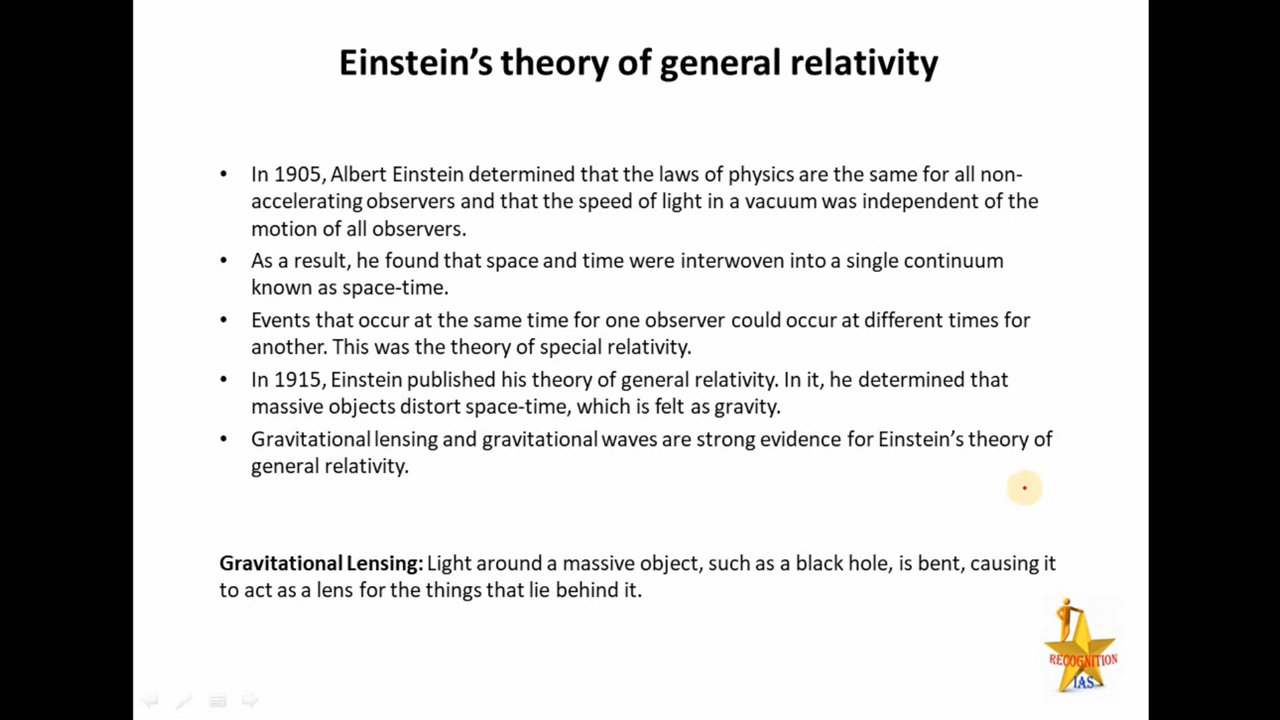 Einstein’s theory of general relativity
• In 1905, Albert Einstein determined that the laws of physics are the same for all non-
accelerating observers and that the speed of light in a vacuum was independent of the
motion of all observers.
• As a result, he found that space and time were interwoven into a single continuum
known as space-time.
• Events that occur at the same time for one observer could occur at different times for
another. This was the theory of special relativity.
• In 1915, Einstein published his theory of general relativity. In it, he determined that
massive objects distort space-time, which is felt as gravity.
• Gravitational lensing and gravitational waves are strong evidence for Einstein’s theory of
general relativity.
Gravitational Lensing: Light around a massive object, such as a black hole, is bent, causing it
to act as a lens for the things that lie behind it.
RECOGNITION
IAS